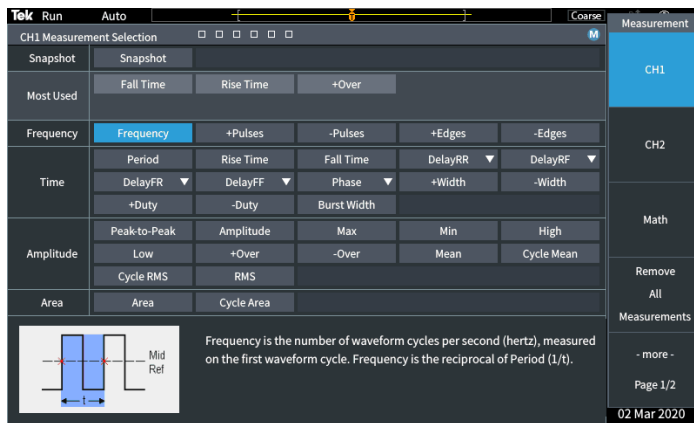 Tek Run Auto Coarse
Measurement
CH1 Measurement Selection M
Snapshot Snapshot
CH1
Most Used Fall Time Rise Time +Over
Frequency Frequency +Pulses -Pulses +Edges -Edges
CH2
Time Period Rise Time Fall Time DelayRR DelayRF
DelayFR DelayFF Phase +Width -Width
+Duty -Duty Burst Width
Math
Amplitude Peak-to-Peak Amplitude Max Min High
Low +Over -Over Mean Cycle Mean
Cycle RMS RMS
Remove
All
Measurements
Area Area Cycle Area
Mid
Ref
t
Frequency is the number of waveform cycles per second (hertz), measured
on the first waveform cycle. Frequency is the reciprocal of Period (1/t).
- more -
Page 1/2
02 Mar 2020